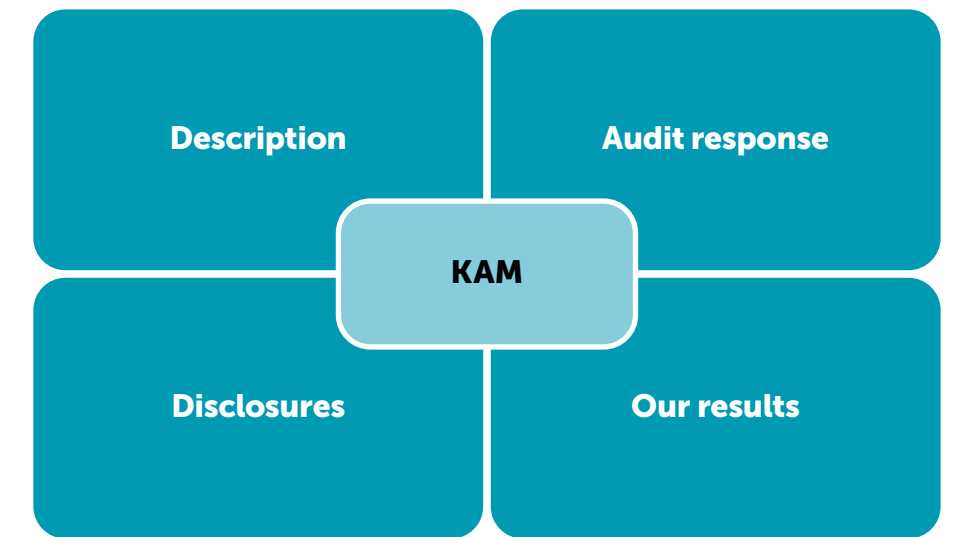 Description
Audit response
KAM
Disclosures
Our results